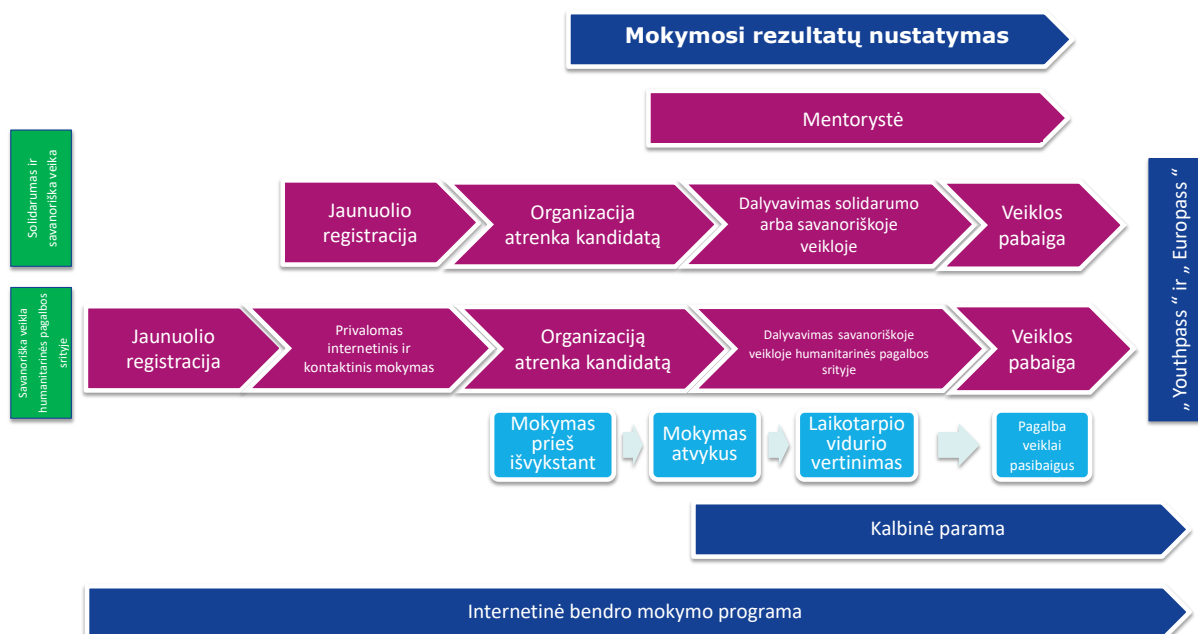 Mokymosi rezultatų nustatymas
Mentorystė
Solidarumas ir
savanoriška veika
Jaunuolio
registracija
Organizacija
atrenka kandidatą
Dalyvavimas solidarumo
arba savanoriškoje
veikloje
Veiklos
pabaiga
„ Youthpass “ ir „ Europass “
Savanoriška veikla
humanitarinės pagalbos
srityje
Jaunuolio
registracija
Privalomas
internetinis ir
kontaktinis mokymas
Organizaciją
atrenka kandidatą
Dalyvavimas savanoriškoje
veikloje humanitarinės pagalbos
srityje
Veiklos
pabaiga
Mokymas
prieš
išvykstant
Mokymas
atvykus
Laikotarpio
vidurio
vertinimas
Pagalba
veiklai
pasibaigus
Kalbinė parama
Internetinė bendro mokymo programa